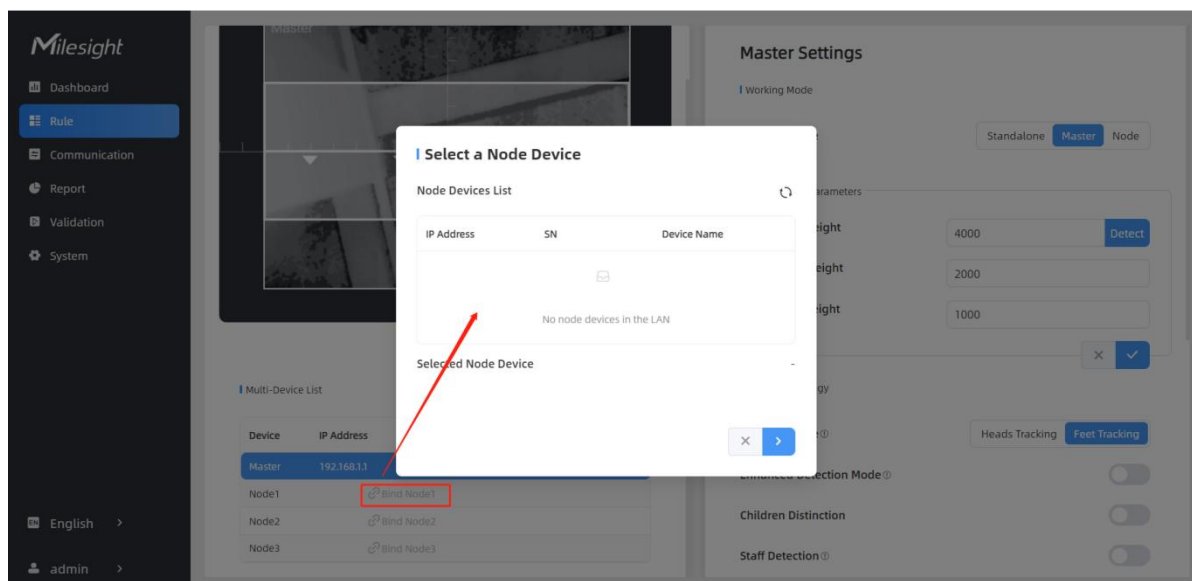 Milesight
Dashboard
Rule
Communication
Report
Validation
System
English
admin
Master
Multi-Device List
Device IP Address
Master 192.168.1.1
Node1 Bind Node1
Node2 Bind Node2
Node3 Bind Node3
Select a Node Device
Node Devices List
IP Address SN Device Name
No node devices in the LAN
Selected Node Device -
Master Settings
Working Mode
Standalone Master Node
arameters
eight 4000 Detect
eight 2000
eight 1000
gy
Heads Tracking Feet Tracking
Enhanced Detection Mode
Children Distinction
Staff Detection